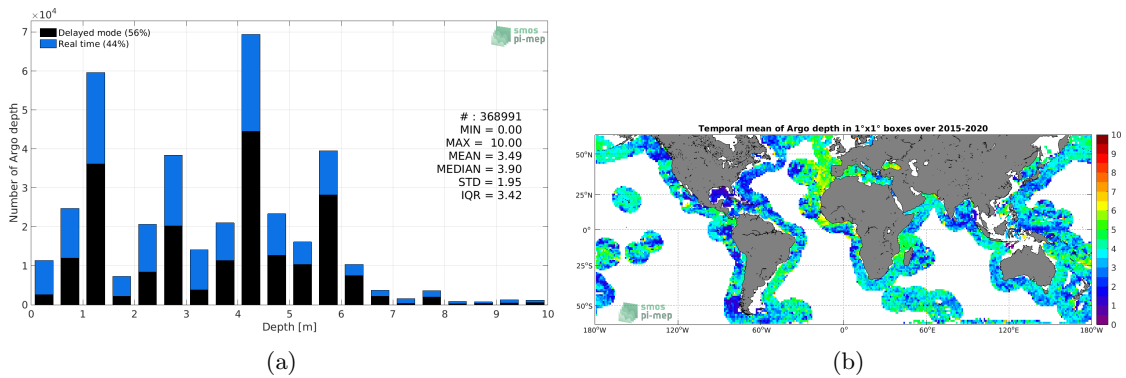 ×10⁴
7
6
5
4
3
2
1
0
Number of Argo depth
Delayed mode (56%)
Real time (44%)
smos
pi-mep
# : 368991
MIN = 0.00
MAX = 10.00
MEAN = 3.49
MEDIAN = 3.90
STD = 1.95
IQR = 3.42
0 1 2 3 4 5 6 7 8 9 10
Depth [m]
(a)
Temporal mean of Argo depth in 1°x1° boxes over 2015-2020
50°N
25°N
0°
25°S
50°S
smos
pi-mep
180°W 120°W 60°W 0° 60°E 120°E 180°E
10
9
8
7
6
5
4
3
2
1
0
(b)